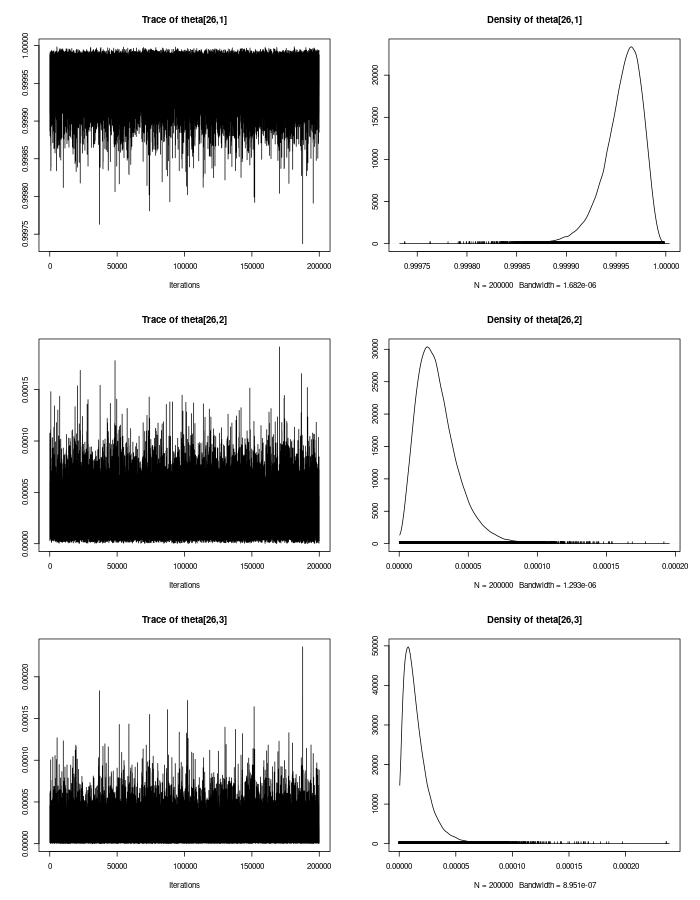 Trace of theta[26,1]
0.99975 0.99980 0.99985 0.99990 0.99995 1.00000
0 50000 100000 150000 200000
Iterations
Density of theta[26,1]
0 5000 10000 15000 20000
0.99975 0.99980 0.99985 0.99990 0.99995 1.00000
N = 200000 Bandwidth = 1.682e-06
Trace of theta[26,2]
0.00000 0.00005 0.00010 0.00015
0 50000 100000 150000 200000
Iterations
Density of theta[26,2]
0 5000 10000 15000 20000 25000 30000
0.00000 0.00005 0.00010 0.00015 0.00020
N = 200000 Bandwidth = 1.293e-06
Trace of theta[26,3]
0.00000 0.00005 0.00010 0.00015 0.00020
0 50000 100000 150000 200000
Iterations
Density of theta[26,3]
0 10000 20000 30000 40000 50000
0.00000 0.00005 0.00010 0.00015 0.00020
N = 200000 Bandwidth = 8.951e-07